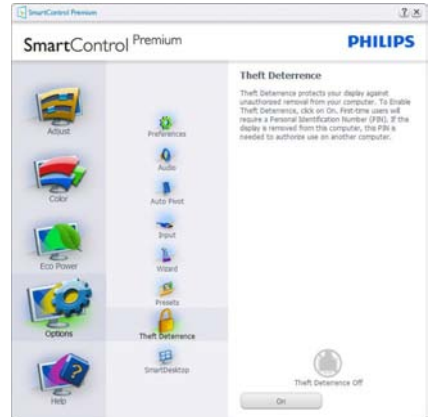 SmartControl Premium
? X
SmartControl Premium
PHILIPS
Adjust
Color
Eco Power
Options
Help
Preferences
Audio
Auto Pivot
Input
Wizard
Presets
Theft Deterrence
SmartDesktop
Theft Deterrence
Theft Deterrence protects your display against
unauthorized removal from your computer. To Enable
Theft Deterrence, click on On. First-time users will
require a Personal Identification Number (PIN). If the
display is removed from this computer, this PIN is
needed to authorize use on another computer.
Theft Deterrence Off
On